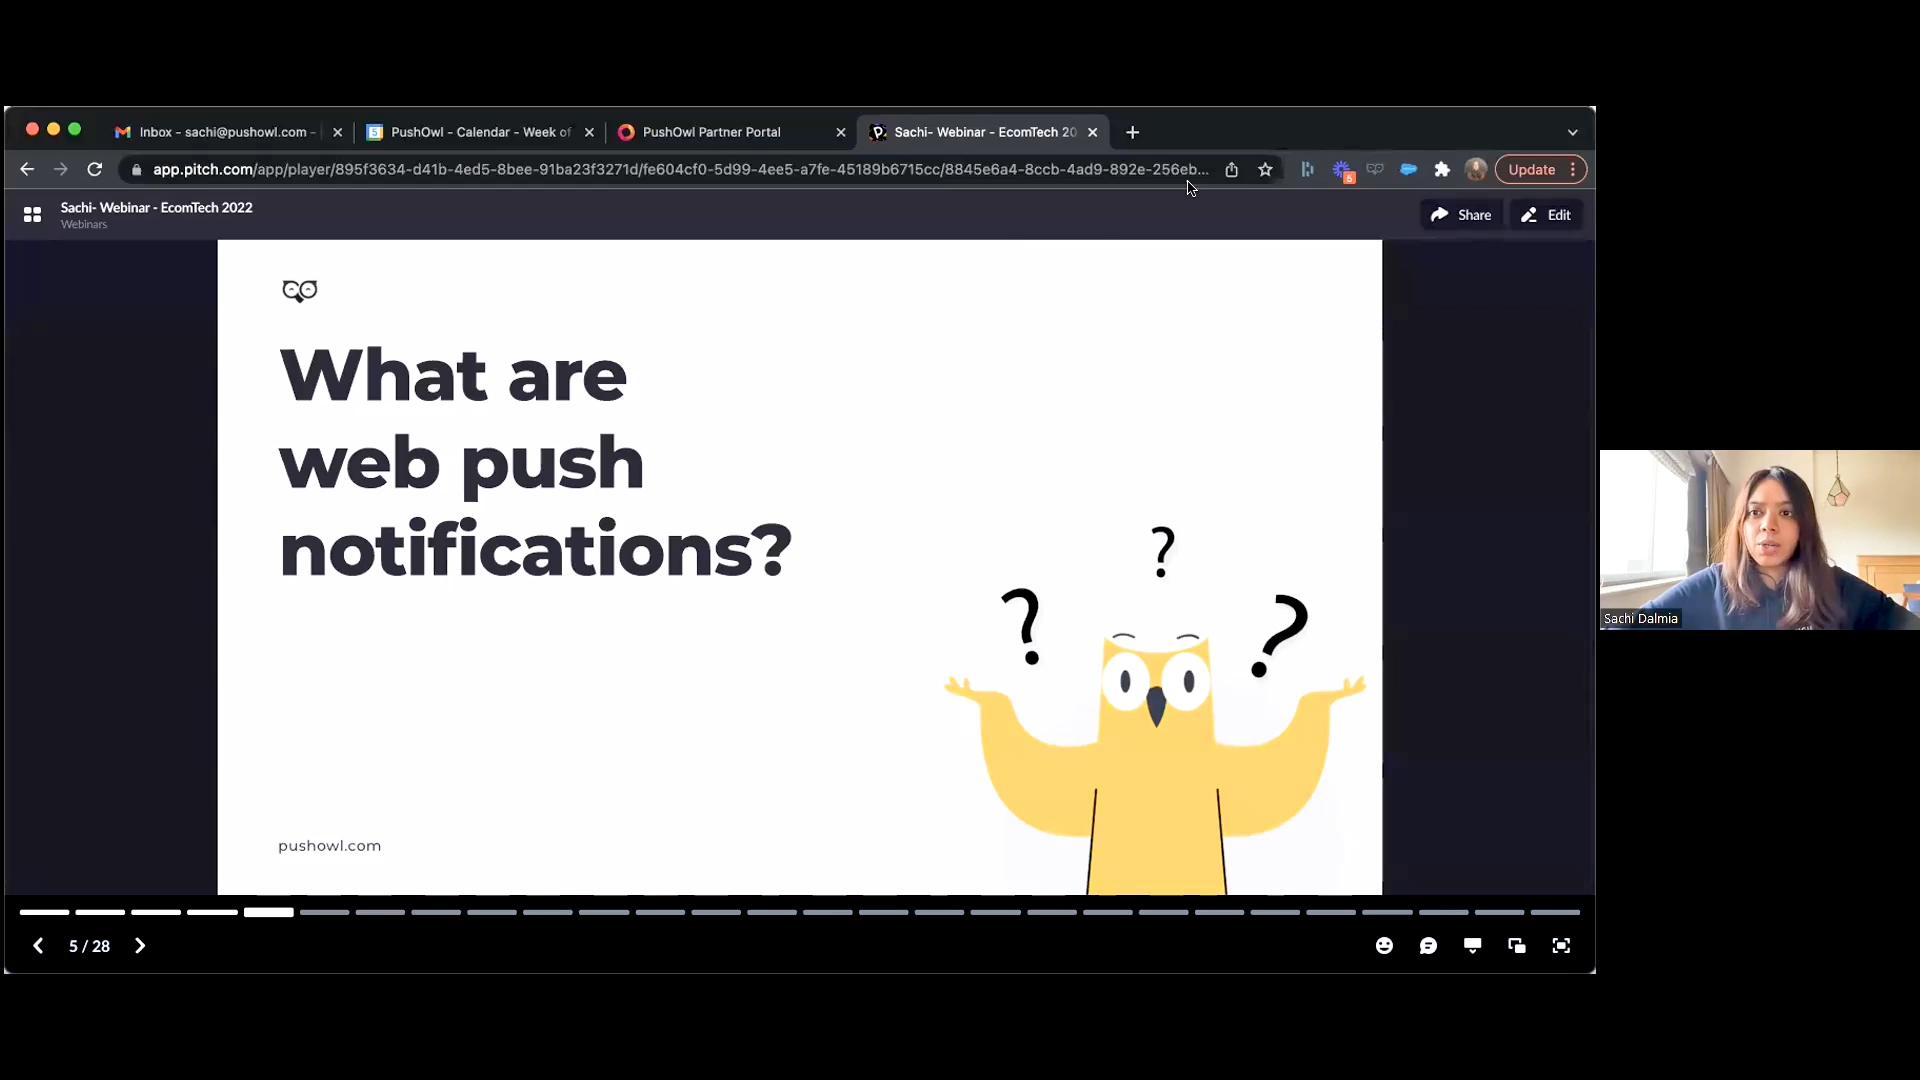 Inbox - sachi@pushowl.com -
PushOwl - Calendar - Week of
PushOwl Partner Portal
Sachi- Webinar - EcomTech 20
app.pitch.com/app/player/895f3634-d41b-4ed5-8bee-91ba23f3271d/fe604cf0-5d99-4ee5-a7fe-45189b6715cc/8845e6a4-8ccb-4ad9-892e-256eb...
5
Update
Sachi- Webinar - EcomTech 2022
Webinars
Share
Edit
What are
web push
notifications?
?
?
?
pushowl.com
Sachi Dalmia
5 / 28